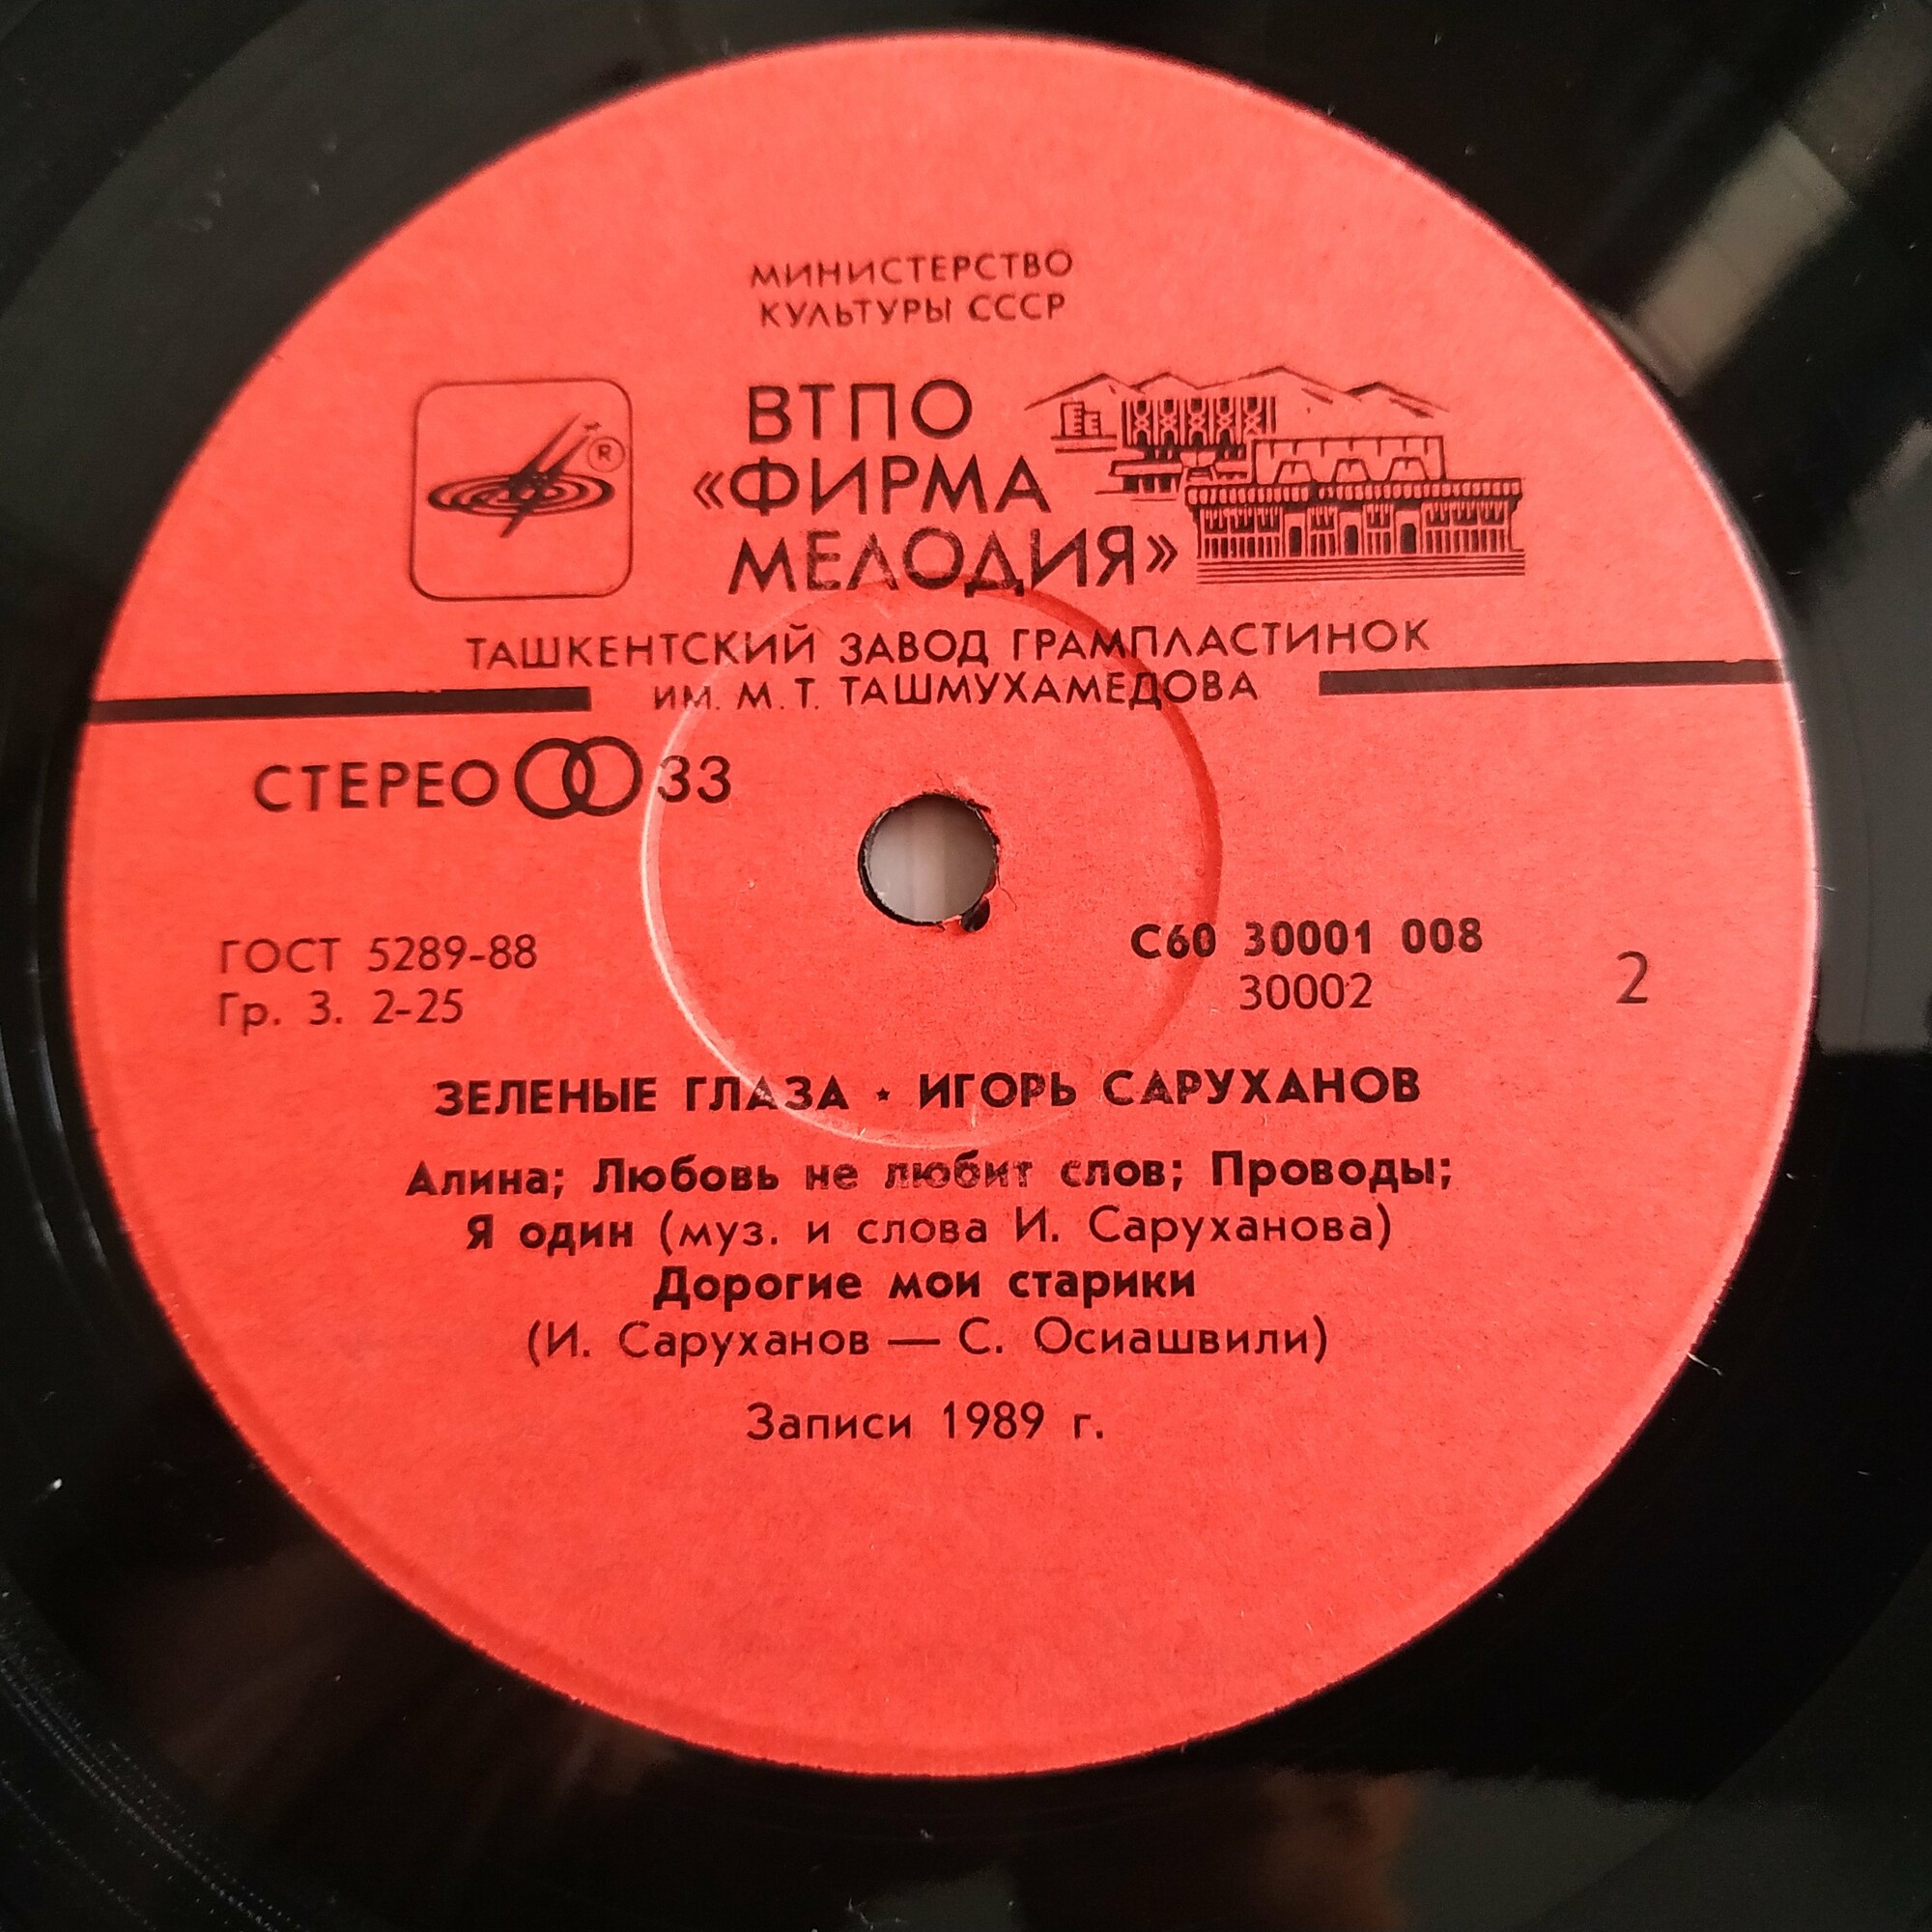 МИНИСТЕРСТВО
КУЛЬТУРЫ СССР
ВТПО
«ФИРМА
МЕЛОДИЯ»
R
ТАШКЕНТСКИЙ ЗАВОД ГРАМПЛАСТИНОК
ИМ. М.Т. ТАШМУХАМЕДОВА
СТЕРЕО 33
ГОСТ 5289-88
Гр. 3. 2-25
С60 30001 008
30002
2
ЗЕЛЕНЫЕ ГЛАЗА ⋆ ИГОРЬ САРУХАНОВ
Алина; Любовь не любит слов; Проводы;
Я один (муз. и слова И. Саруханова)
Дорогие мои старики
(И. Саруханов — С. Осиашвили)
Записи 1989 г.